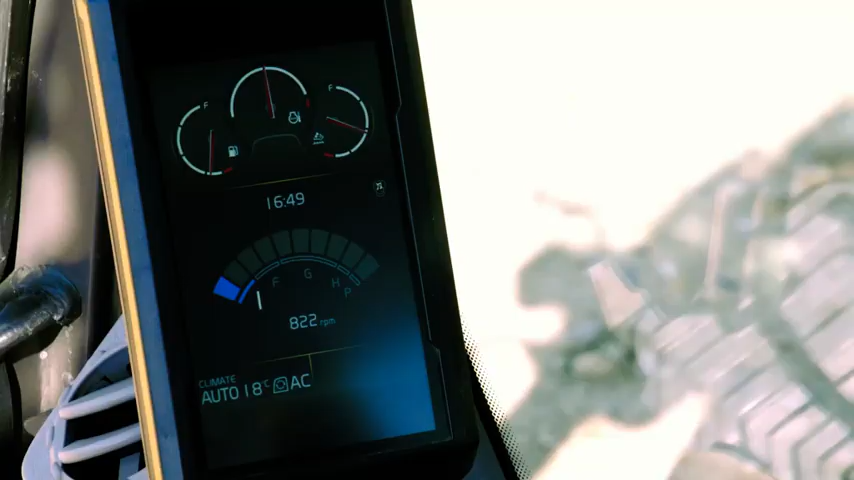 F
F
16:49
I F G H P
822 rpm
CLIMATE
AUTO 18°C AC